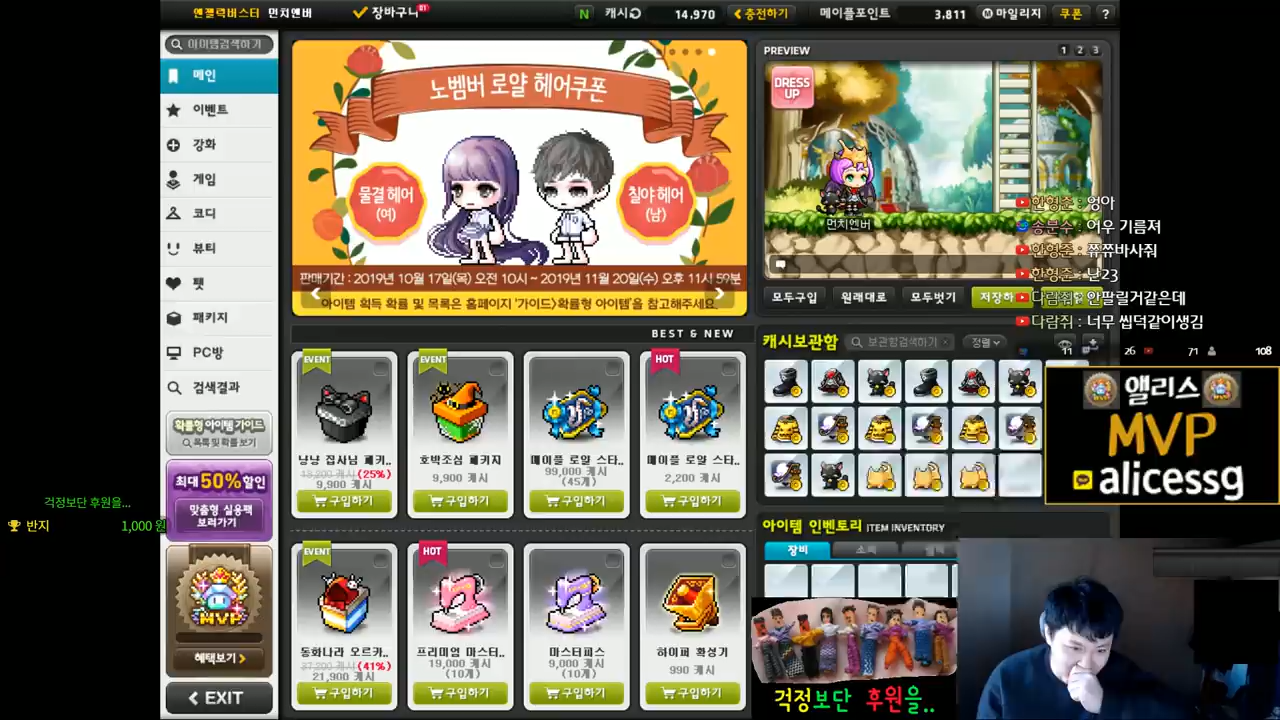 엔젤릭버스터 먼치엔버
장바구니
N 캐시 14,970 충전하기
메이플포인트 3,811 마일리지 쿠폰 ?
아이템검색하기
메인
이벤트
강화
게임
코디
뷰티
펫
패키지
PC방
검색결과
확률형 아이템 가이드
목록 및 확률 보기
최대 50% 할인
맞춤형 실용팩
보러가기
MVP
혜택보기
EXIT
걱정보단 후원을...
반지 1,000 원
노벰버 로얄 헤어쿠폰
물결 헤어
(여)
칠야 헤어
(남)
판매기간 : 2019년 10월 17일(목) 오전 10시 ~ 2019년 11월 20일(수) 오후 11시 59분
아이템 획득 확률 및 목록은 홈페이지 '가이드>확률형 아이템'을 참고해주세요.
BEST & NEW
EVENT
냥냥 집사님 패키..
18,200 캐시 (25%)
9,900 캐시
구입하기
EVENT
호박조심 패키지
9,900 캐시
구입하기
메이플 로얄 스타..
99,000 캐시
(45개)
구입하기
HOT
메이플 로얄 스타..
2,200 캐시
구입하기
EVENT
동화나라 오르카..
37,200 캐시 (41%)
21,900 캐시
구입하기
HOT
프리미엄 마스터..
19,000 캐시
(10개)
구입하기
마스터피스
9,000 캐시
(10개)
구입하기
하이퍼 확성기
990 캐시
구입하기
PREVIEW 1 2 3
DRESS
UP
먼치엔버
모두구입 원래대로 모두벗기 저장하
한형준 : 엉아
송분수 : 어우 기름져
한형준 : 쮸쮸바사줘
한형준 : 난23
다람쥐 : 안팔릴거같은데
다람쥐 : 너무 씹덕같이생김
캐시보관함 보관함검색하기 정렬
11 26 71 108
앨리스
MVP
alicessg
아이템 인벤토리 ITEM INVENTORY
장비 소비
걱정보단 후원을..